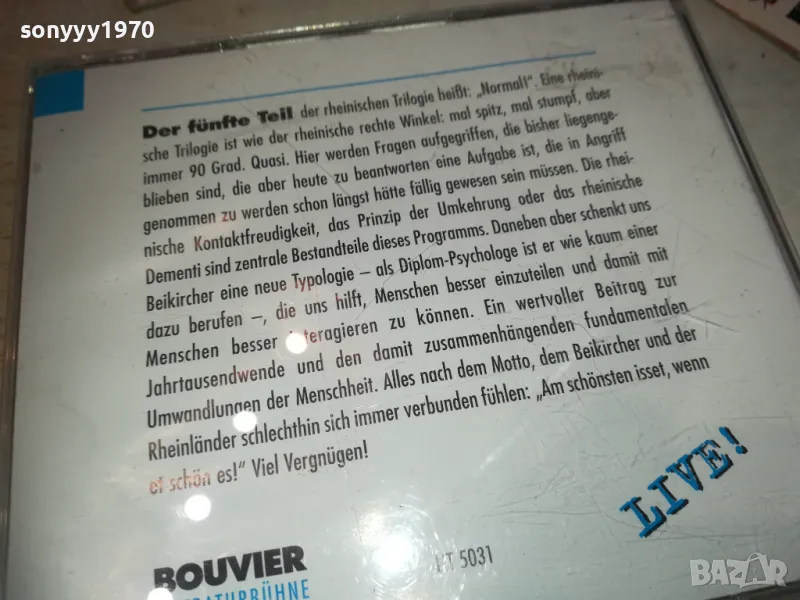 sonyyy1970
Der fünfte Teil der rheinischen Trilogie heißt: „Normal!“. Eine rheini-
sche Trilogie ist wie der rheinische rechte Winkel: mal spitz, mal stumpf, aber
immer 90 Grad. Quasi. Hier werden Fragen aufgegriffen, die bisher liegenge-
blieben sind, die aber heute zu beantworten eine Aufgabe ist, die in Angriff
genommen zu werden schon längst hätte fällig gewesen sein müssen. Die rhei-
nische Kontaktfreudigkeit, das Prinzip der Umkehrung oder das rheinische
Dementi sind zentrale Bestandteile dieses Programms. Daneben aber schenkt uns
Beikircher eine neue Typologie – als Diplom-Psychologe ist er wie kaum einer
dazu berufen –, die uns hilft, Menschen besser einzuteilen und damit mit
Menschen besser interagieren zu können. Ein wertvoller Beitrag zur
Jahrtausendwende und den damit zusammenhängenden fundamentalen
Umwandlungen der Menschheit. Alles nach dem Motto, dem Beikircher und der
Rheinländer schlechthin sich immer verbunden fühlen: „Am schönsten isset, wenn
et schön es!“ Viel Vergnügen!
LIVE!
BOUVIER
5031
BAZAR